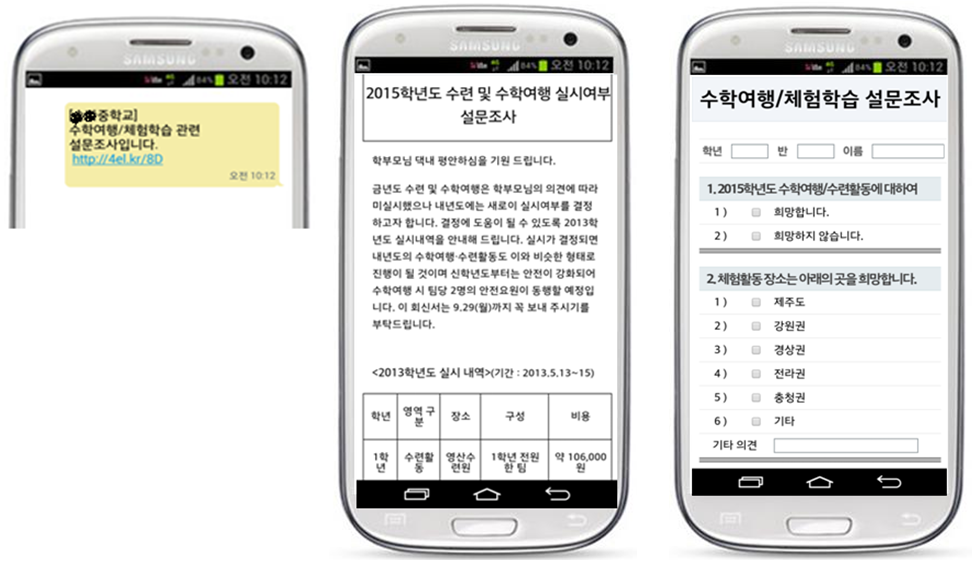 SAMSUNG
84% 오전 10:12
중학교]
수학여행/체험학습 관련
설문조사입니다.
http://4el.kr/8D
오전 10:12
SAMSUNG
84% 오전 10:12
2015학년도 수련 및 수학여행 실시여부
설문조사
학부모님 댁내 평안하심을 기원 드립니다.
금년도 수련 및 수학여행은 학부모님의 의견에 따라
미실시했으나 내년도에는 새로이 실시여부를 결정
하고자 합니다. 결정에 도움이 될 수 있도록 2013학
년도 실시내역을 안내해 드립니다. 실시가 결정되면
내년도의 수학여행·수련활동도 이와 비슷한 형태로
진행이 될 것이며 신학년도부터는 안전이 강화되어
수학여행 시 팀당 2명의 안전요원이 동행할 예정입
니다. 이 회신서는 9.29(월)까지 꼭 보내 주시기를
부탁드립니다.
<2013학년도 실시 내역>(기간 : 2013.5.13~15)
학년 영역 구분 장소 구성 비용
1학년 수련활동 영산수련원 1학년 전원 한 팀 약 106,000원
SAMSUNG
84% 오전 10:12
수학여행/체험학습 설문조사
학년 반 이름
1. 2015학년도 수학여행/수련활동에 대하여
1 ) 희망합니다.
2 ) 희망하지 않습니다.
2. 체험활동 장소는 아래의 곳을 희망합니다.
1 ) 제주도
2 ) 강원권
3 ) 경상권
4 ) 전라권
5 ) 충청권
6 ) 기타
기타 의견